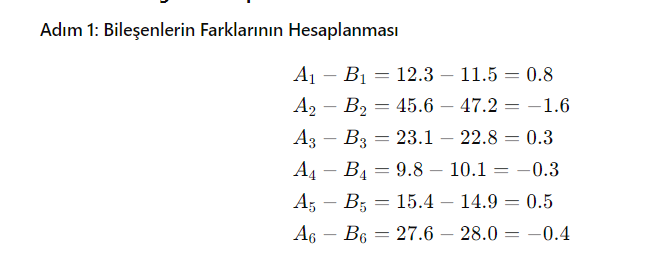 Adım 1: Bileşenlerin Farklarının Hesaplanması
A₁ − B₁ = 12.3 − 11.5 = 0.8
A₂ − B₂ = 45.6 − 47.2 = −1.6
A₃ − B₃ = 23.1 − 22.8 = 0.3
A₄ − B₄ = 9.8 − 10.1 = −0.3
A₅ − B₅ = 15.4 − 14.9 = 0.5
A₆ − B₆ = 27.6 − 28.0 = −0.4